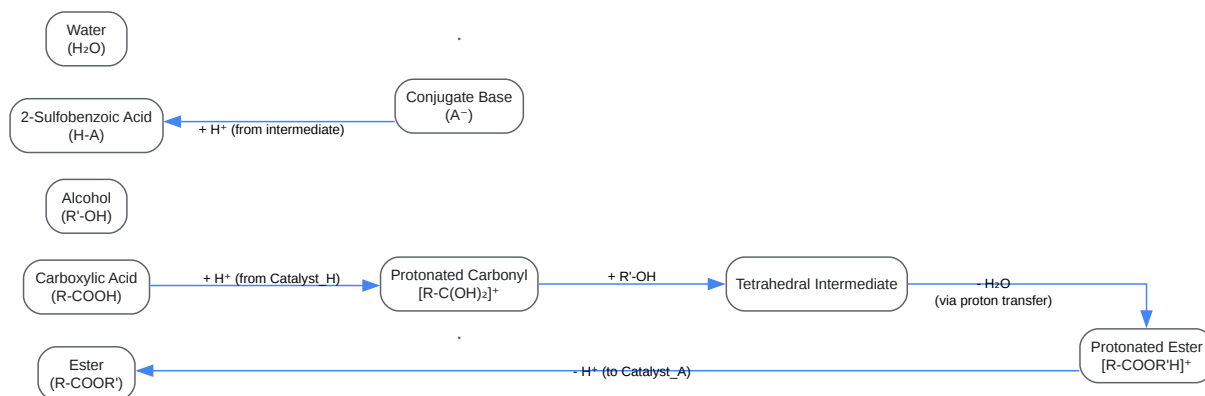 Water
(H₂O)
2-Sulfobenzoic Acid
(H-A)
+ H⁺ (from intermediate)
Conjugate Base
(A⁻)
Alcohol
(R'-OH)
Carboxylic Acid
(R-COOH)
+ H⁺ (from Catalyst_H)
Protonated Carbonyl
[R-C(OH)₂]⁺
+ R'-OH
Tetrahedral Intermediate
- H₂O
(via proton transfer)
Protonated Ester
[R-COOR'H]⁺
Ester
(R-COOR')
- H⁺ (to Catalyst_A)